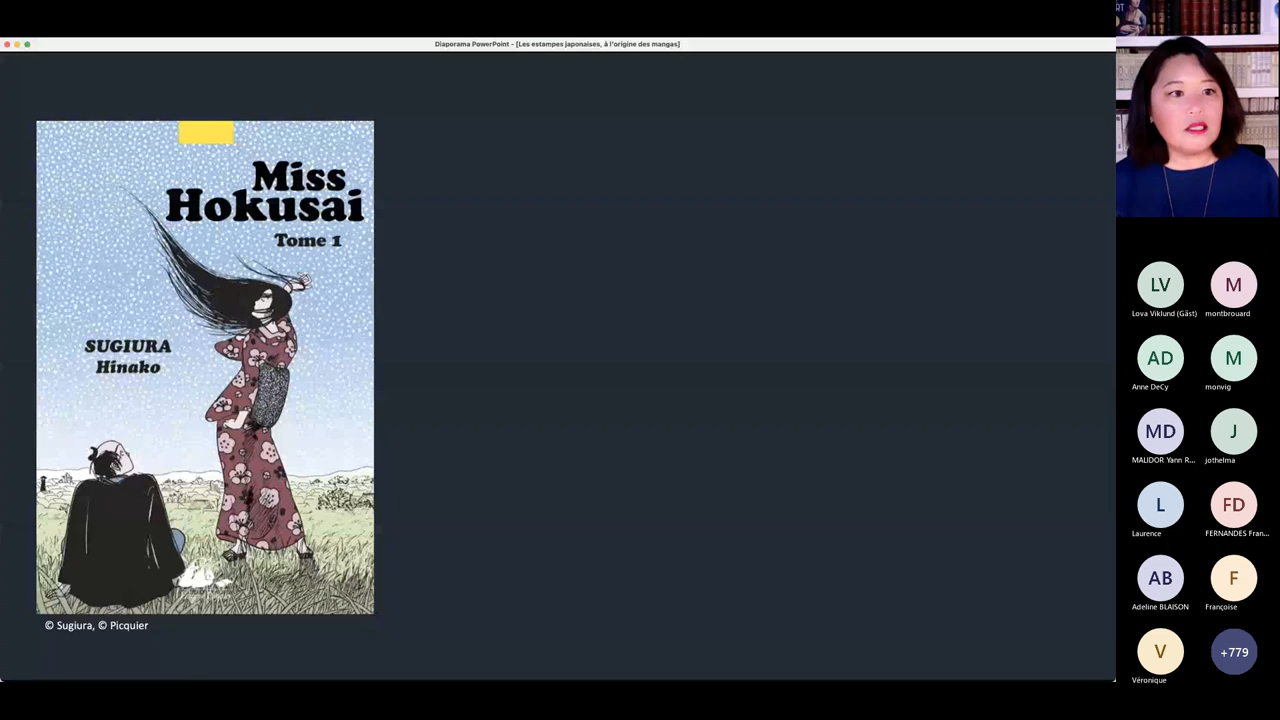 Diaporama PowerPoint - [Les estampes japonaises, à l'origine des mangas]
Miss
Hokusai
Tome 1
SUGIURA
Hinako
© Sugiura, © Picquier
RT
LV
Lova Viklund (Gäst)
M
montbrouard
AD
Anne DeCy
M
monvig
MD
MALIDOR Yann R...
J
jothelma
L
Laurence
FD
FERNANDES Fran...
AB
Adeline BLAISON
F
Françoise
V
Véronique
+779